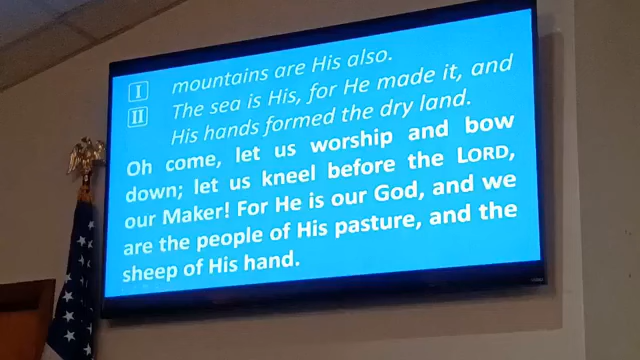 I mountains are His also.
II The sea is His, for He made it, and
His hands formed the dry land.
Oh come, let us worship and bow
down; let us kneel before the LORD,
our Maker! For He is our God, and we
are the people of His pasture, and the
sheep of His hand.